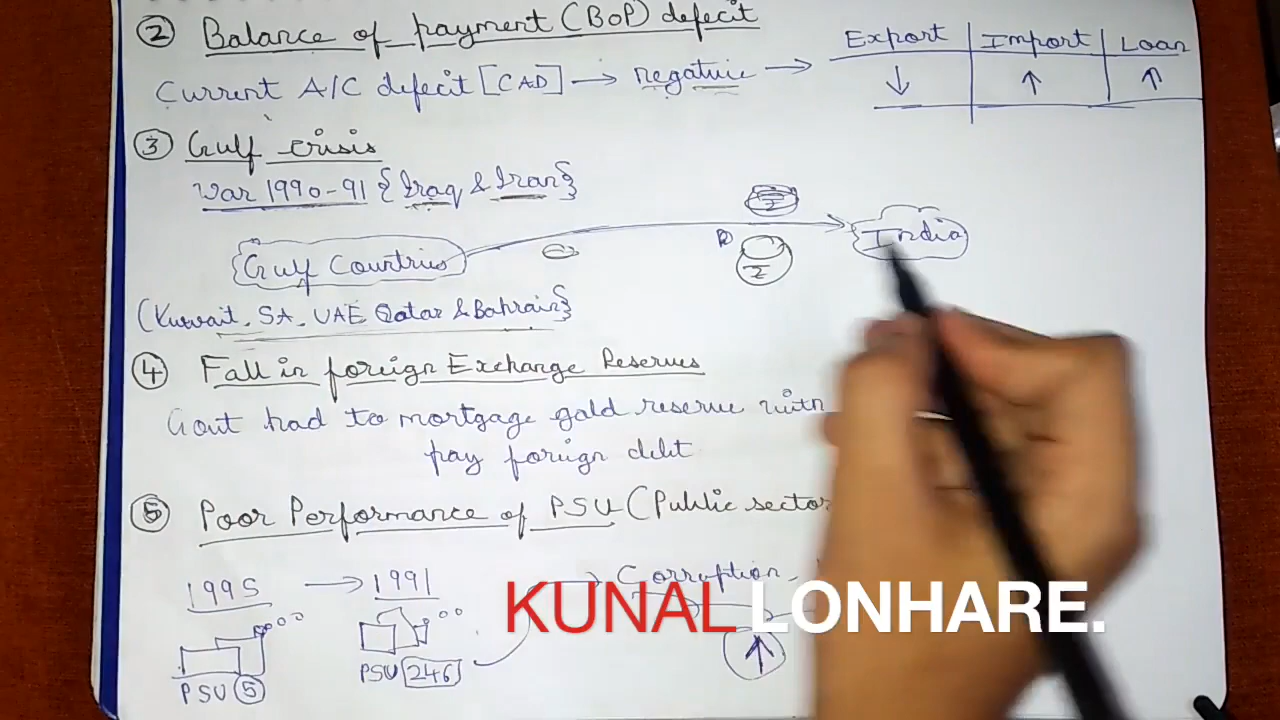 ② Balance of payment (BoP) deficit
Current A/C deficit [CAD] → negative →
Export | Import | Loan
↓ | ↑ | ↑
③ Gulf crisis
War 1990-91 {Iraq & Iran}
Gulf Countries
India
(Kuwait, SA, UAE Qatar & Bahrain}
④ Fall in foreign Exchange Reserves
Govt had to mortgage gold reserve with
pay foreign debt
⑤ Poor Performance of PSU (Public sector
1995 → 1991 → Corruption,
KUNAL LONHARE.
↑
PSU ⑤
PSU 246